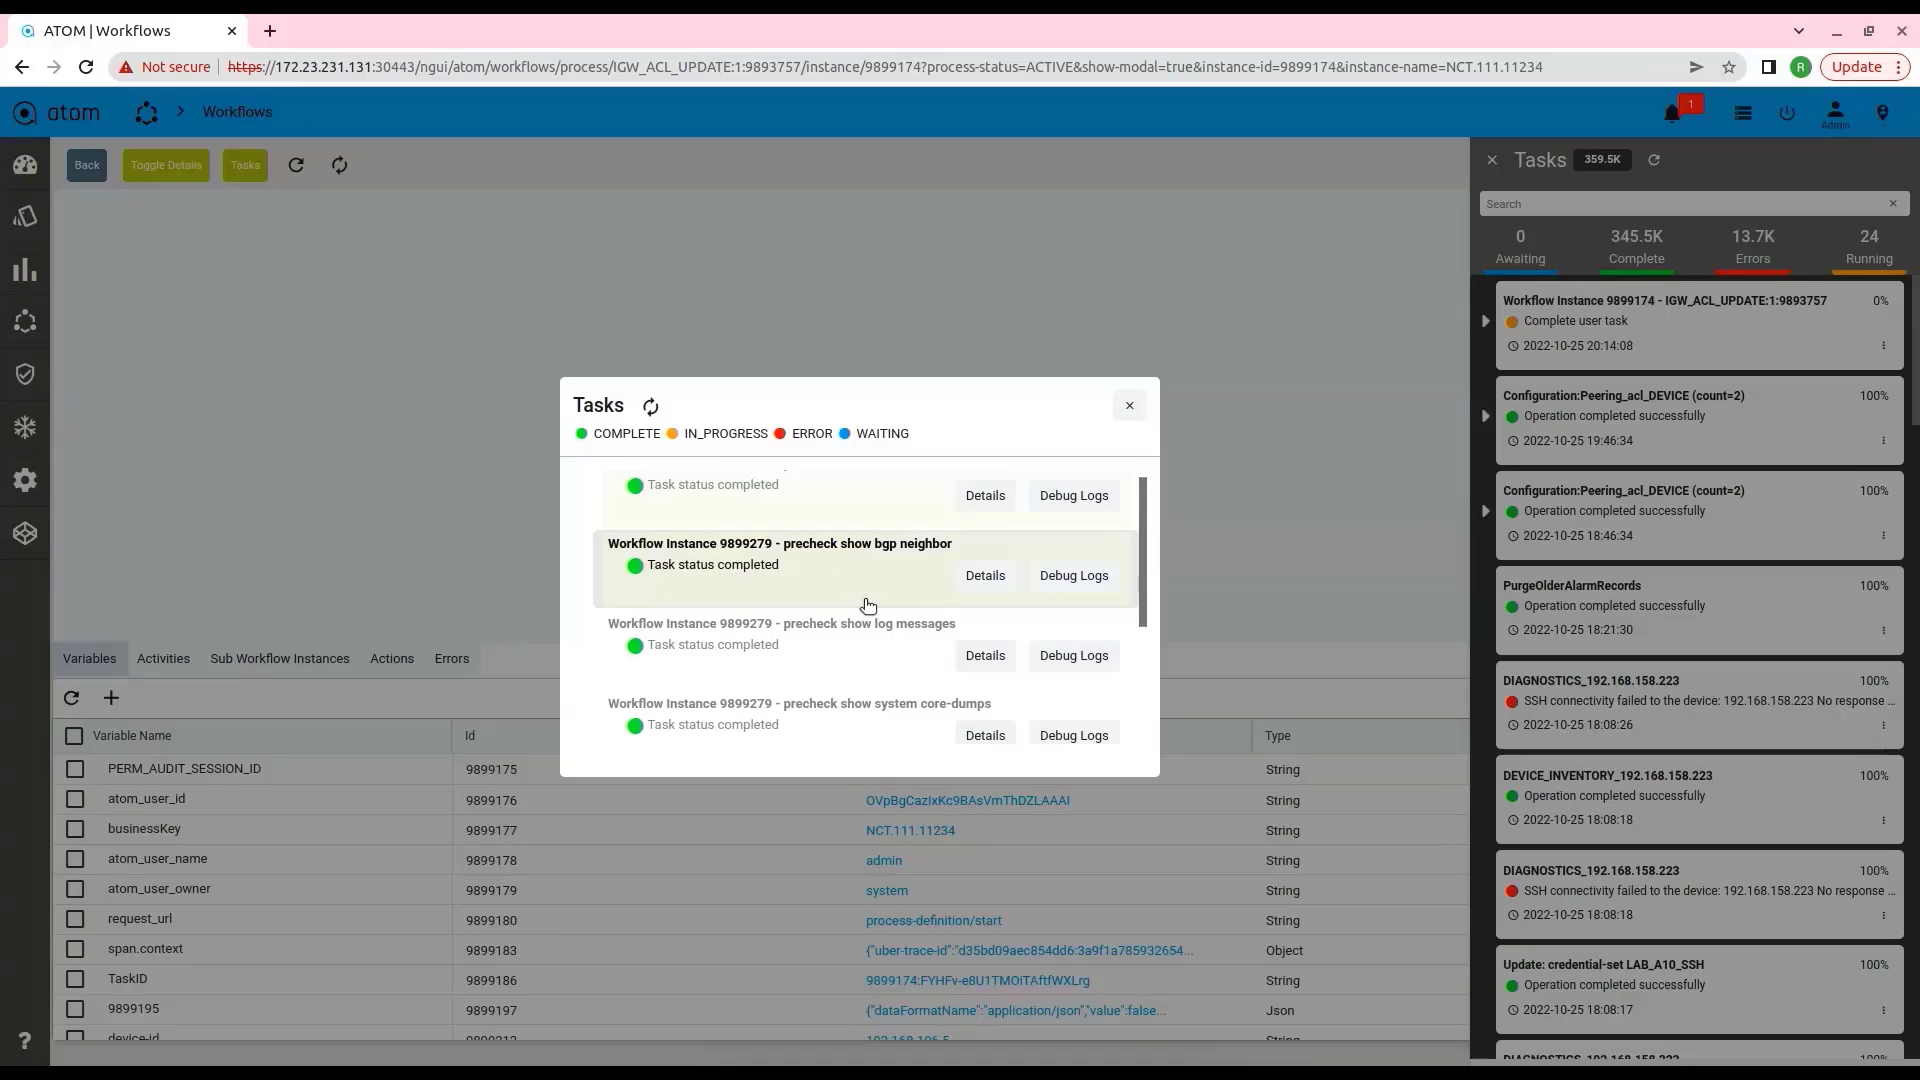 ATOM | Workflows
Not secure https://172.23.231.131:30443/ngui/atom/workflows/process/IGW_ACL_UPDATE:1:9893757/instance/9899174?process-status=ACTIVE&show-modal=true&instance-id=9899174&instance-name=NCT.111.11234 R Update
atom Workflows 1 Admin
Back Toggle Details Tasks
Tasks
COMPLETE IN_PROGRESS ERROR WAITING
Task status completed Details Debug Logs
Workflow Instance 9899279 - precheck show bgp neighbor
Task status completed Details Debug Logs
Workflow Instance 9899279 - precheck show log messages
Task status completed Details Debug Logs
Workflow Instance 9899279 - precheck show system core-dumps
Task status completed Details Debug Logs
Variables Activities Sub Workflow Instances Actions Errors
Variable Name Id Type
PERM_AUDIT_SESSION_ID 9899175 String
atom_user_id 9899176 OVpBgCazIxKc9BAsVmThDZLAAAI String
businessKey 9899177 NCT.111.11234 String
atom_user_name 9899178 admin String
atom_user_owner 9899179 system String
request_url 9899180 process-definition/start String
span.context 9899183 {"uber-trace-id":"d35bd09aec854dd6:3a9f1a785932654... Object
TaskID 9899186 9899174:FYHFv-e8U1TMOiTAftfWXLrg String
9899195 9899197 {"dataFormatName":"application/json","value":false... Json
device-id String
Tasks 359.5K
Search
0 345.5K 13.7K 24
Awaiting Complete Errors Running
Workflow Instance 9899174 - IGW_ACL_UPDATE:1:9893757 0%
Complete user task
2022-10-25 20:14:08
Configuration:Peering_acl_DEVICE (count=2) 100%
Operation completed successfully
2022-10-25 19:46:34
Configuration:Peering_acl_DEVICE (count=2) 100%
Operation completed successfully
2022-10-25 18:46:34
PurgeOlderAlarmRecords 100%
Operation completed successfully
2022-10-25 18:21:30
DIAGNOSTICS_192.168.158.223 100%
SSH connectivity failed to the device: 192.168.158.223 No response ...
2022-10-25 18:08:26
DEVICE_INVENTORY_192.168.158.223 100%
Operation completed successfully
2022-10-25 18:08:18
DIAGNOSTICS_192.168.158.223 100%
SSH connectivity failed to the device: 192.168.158.223 No response ...
2022-10-25 18:08:18
Update: credential-set LAB_A10_SSH 100%
Operation completed successfully
2022-10-25 18:08:17
DIAGNOSTICS_192.168.158.223 100%